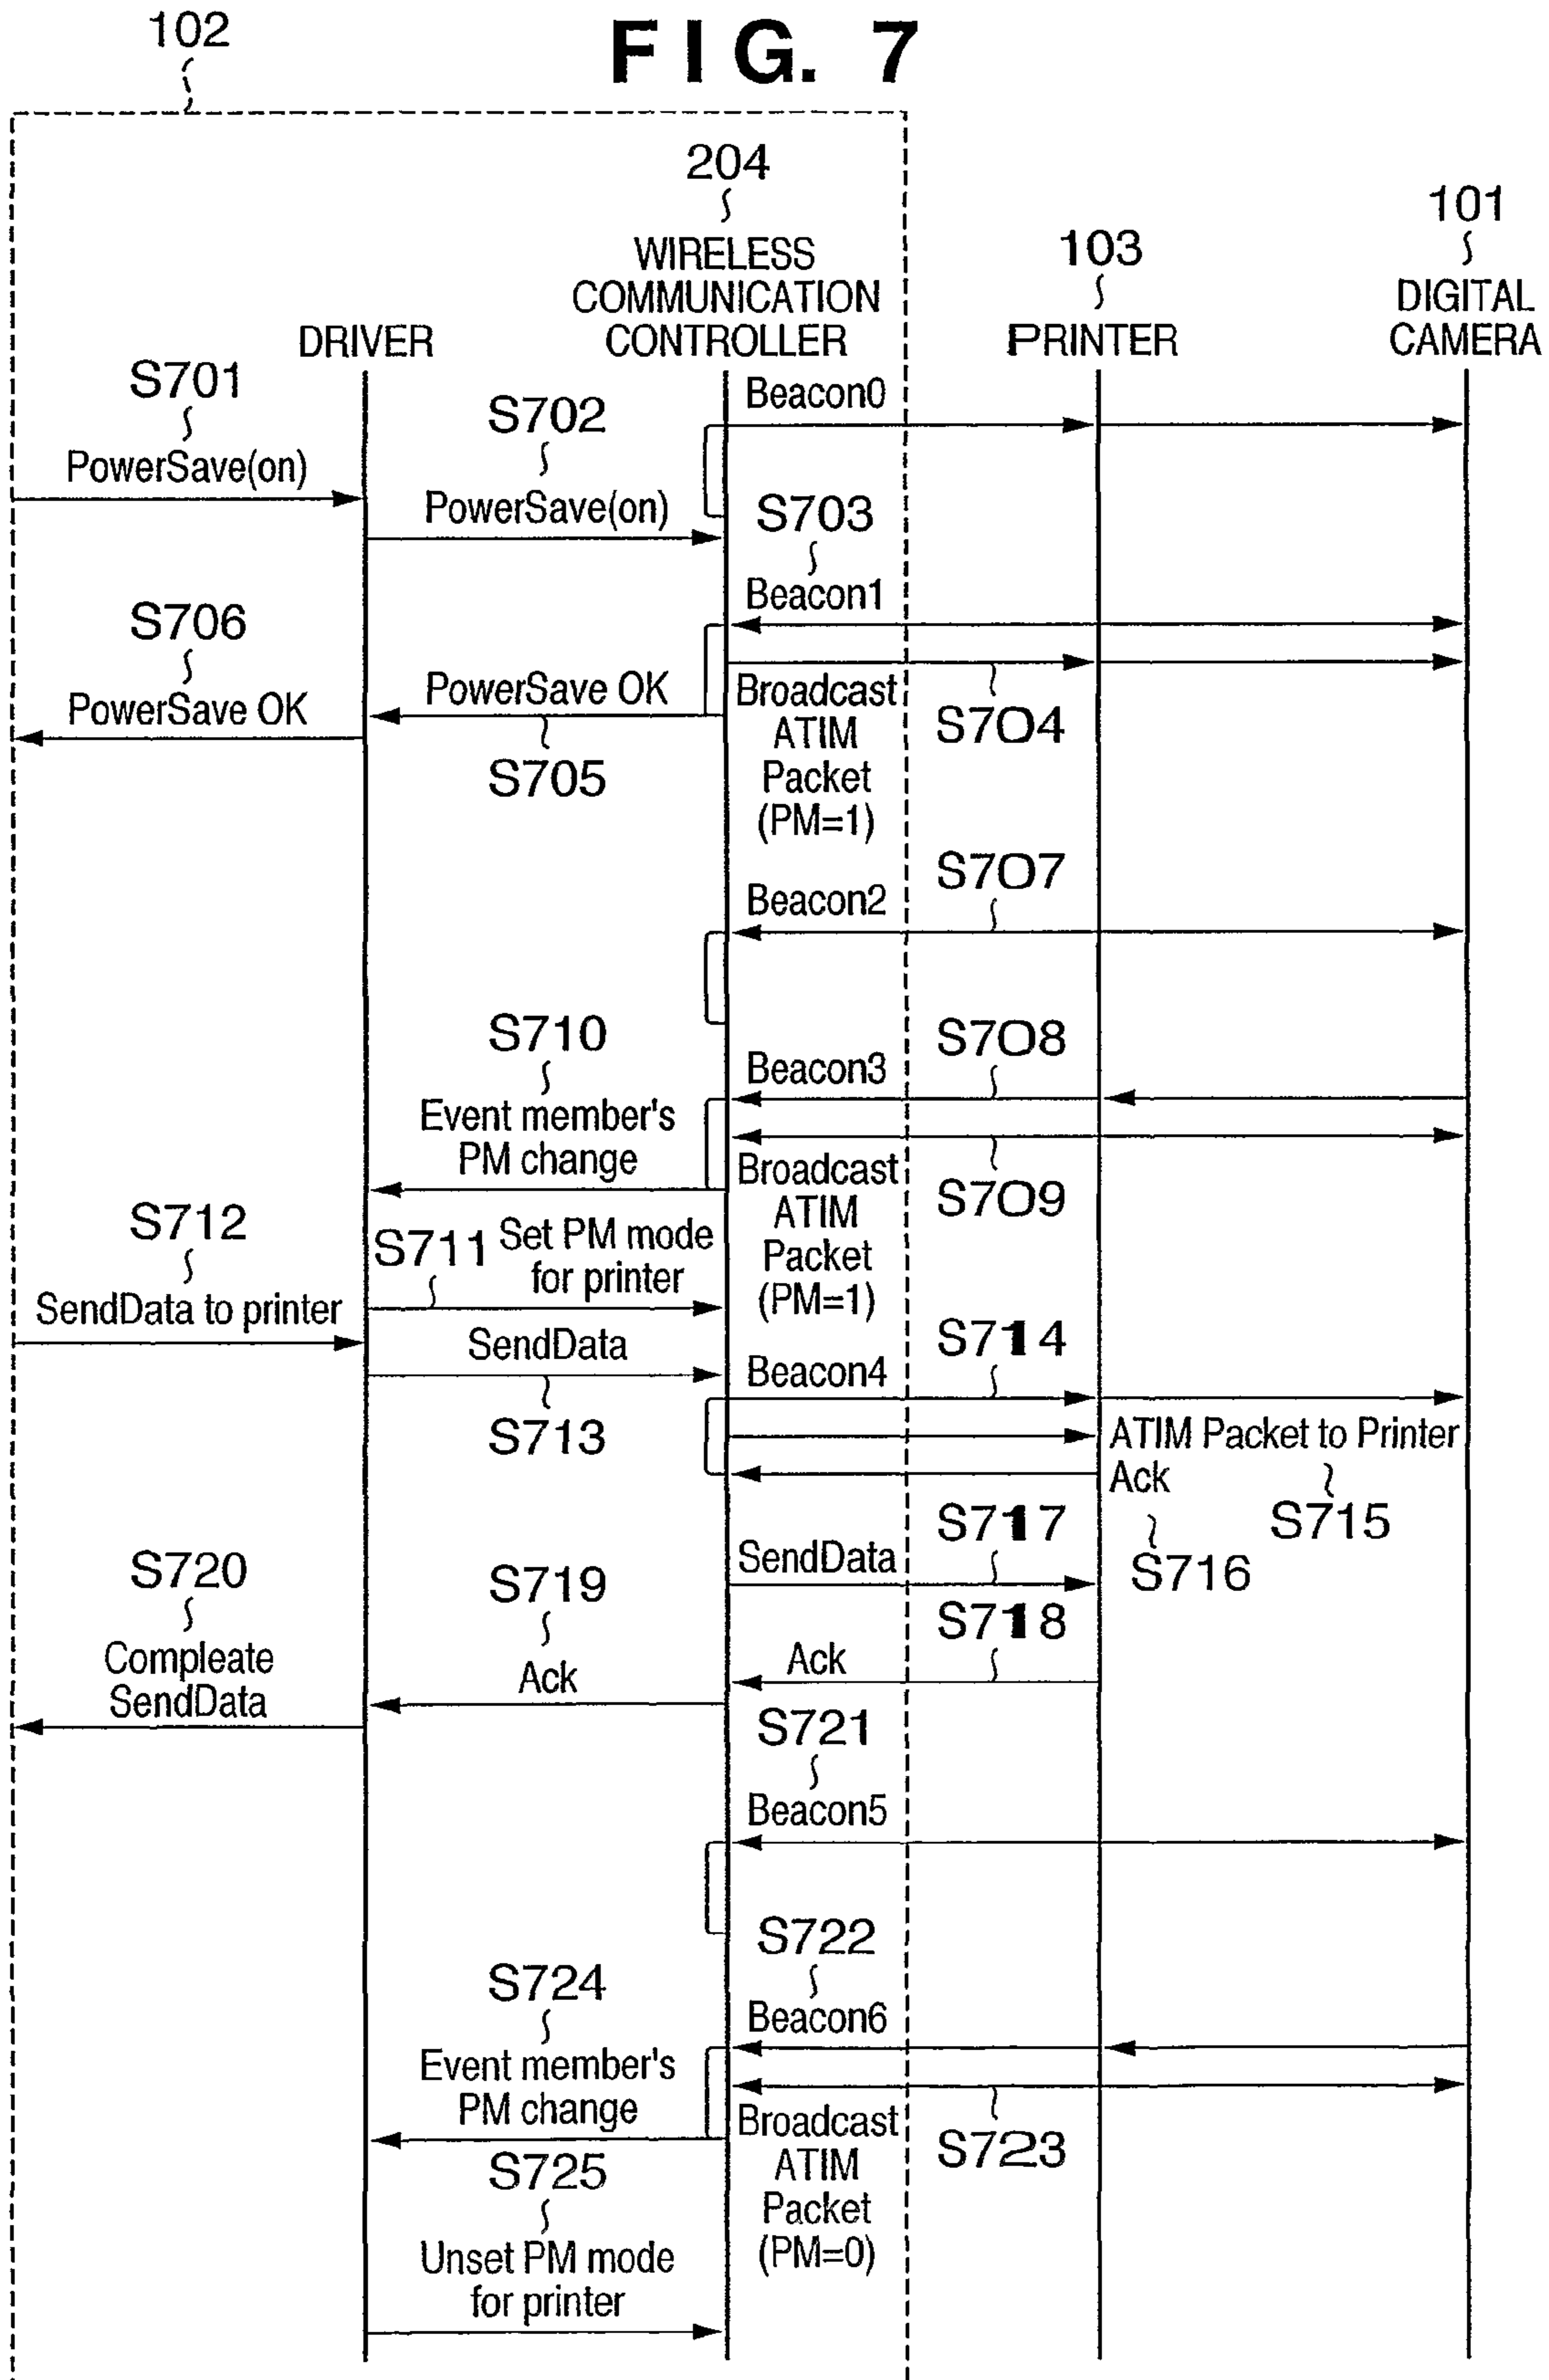 FIG. 7
102
204
WIRELESS
COMMUNICATION
CONTROLLER
101
DIGITAL
CAMERA
103
PRINTER
DRIVER
S701
PowerSave(on)
S702
PowerSave(on)
Beacon0
S703
Beacon1
S706
PowerSave OK
PowerSave OK
S705
Broadcast
ATIM
Packet
(PM=1)
S704
S707
Beacon2
S710
Event member's
PM change
S708
Beacon3
Broadcast
ATIM
Packet
(PM=1)
S709
S712
SendData to printer
S711
Set PM mode
for printer
SendData
S713
S714
Beacon4
ATIM Packet to Printer
Ack
S715
S716
S717
SendData
S720
Compleate
SendData
S719
Ack
S718
Ack
S721
Beacon5
S722
Beacon6
S724
Event member's
PM change
Broadcast
ATIM
Packet
(PM=0)
S723
S725
Unset PM mode
for printer